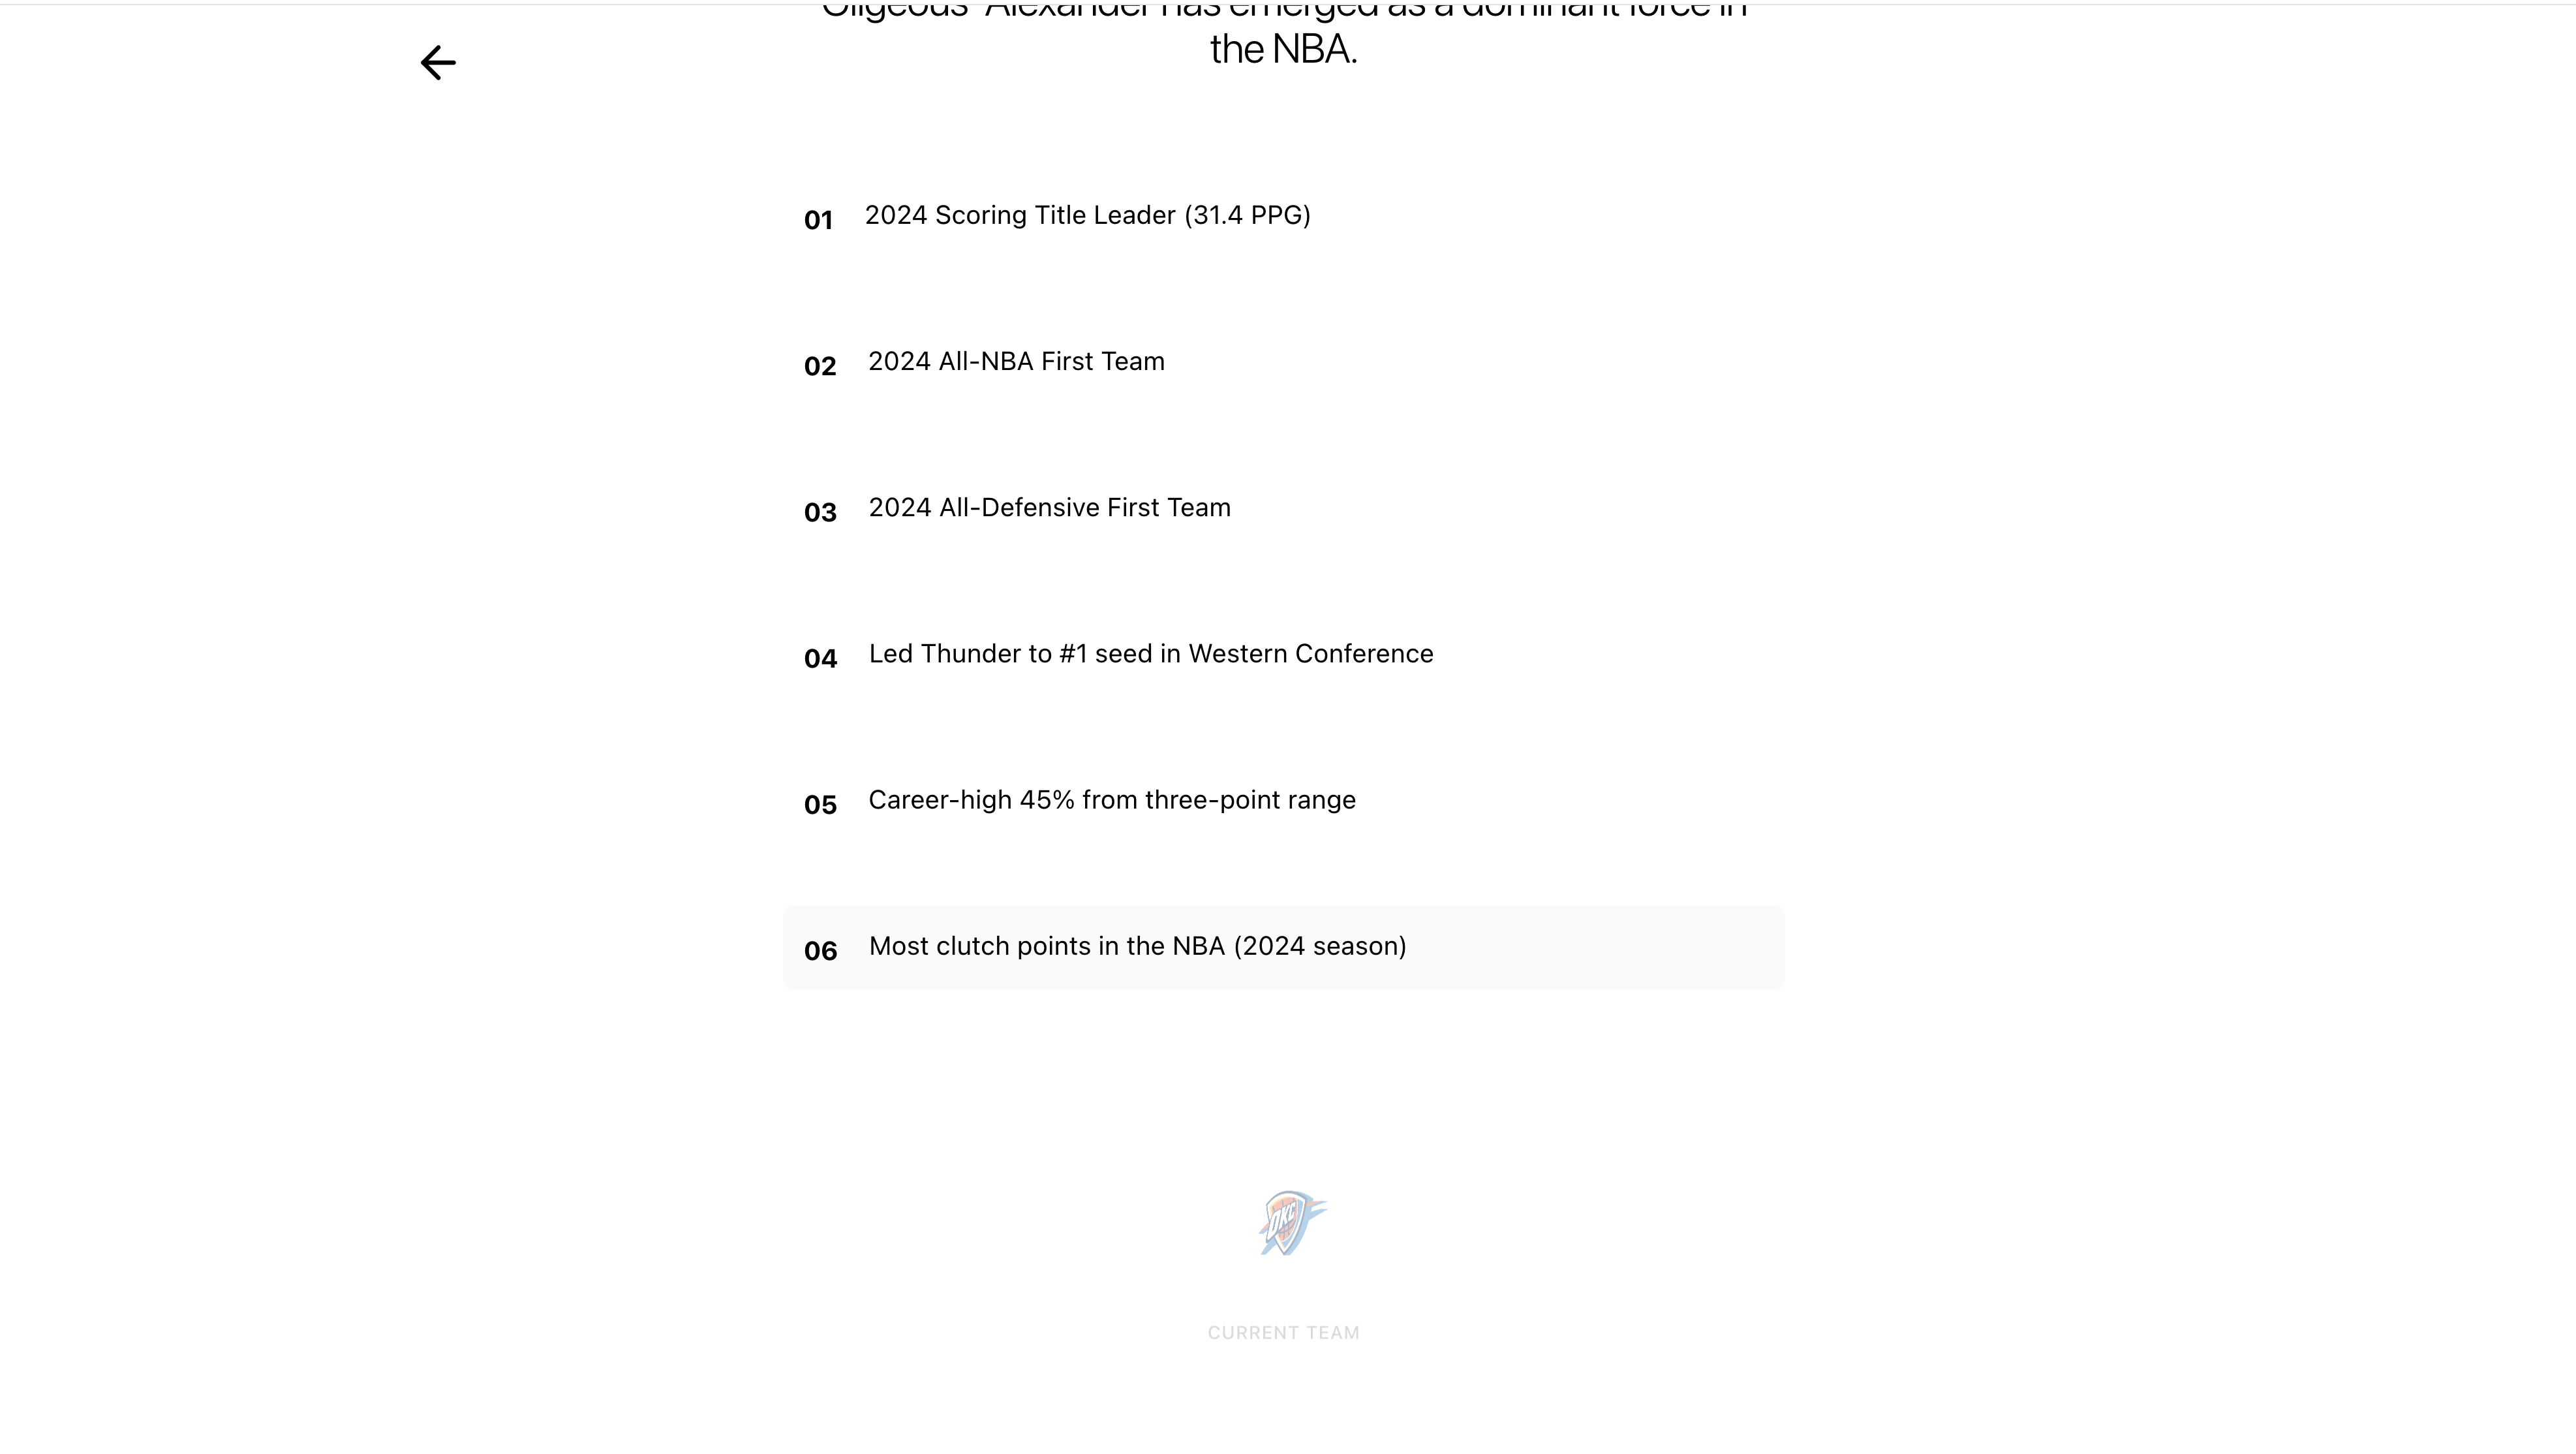 Gilgeous-Alexander has emerged as a dominant force in
the NBA.
01 2024 Scoring Title Leader (31.4 PPG)
02 2024 All-NBA First Team
03 2024 All-Defensive First Team
04 Led Thunder to #1 seed in Western Conference
05 Career-high 45% from three-point range
06 Most clutch points in the NBA (2024 season)
OKC
CURRENT TEAM